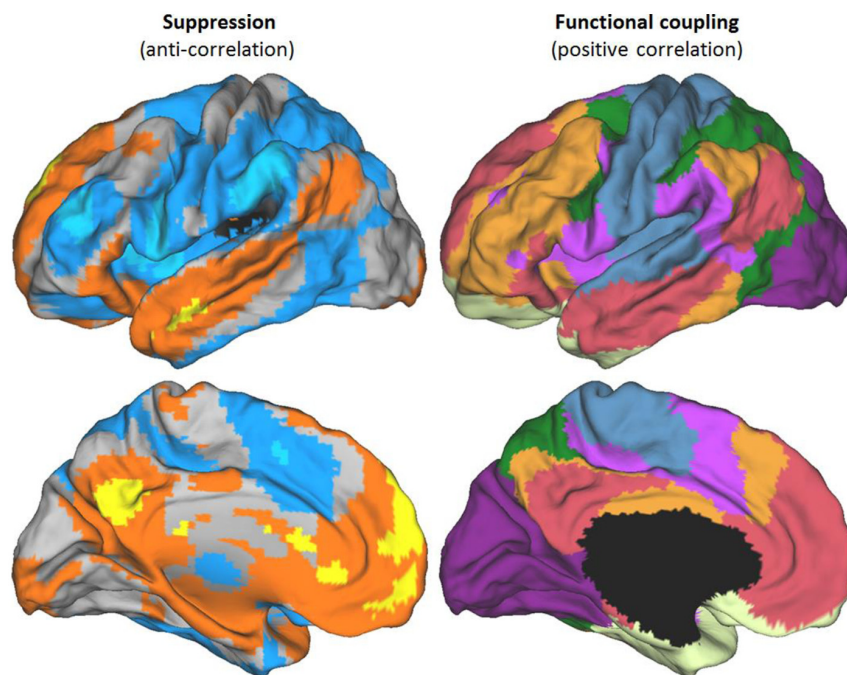 Suppression
(anti-correlation)
Functional coupling
(positive correlation)